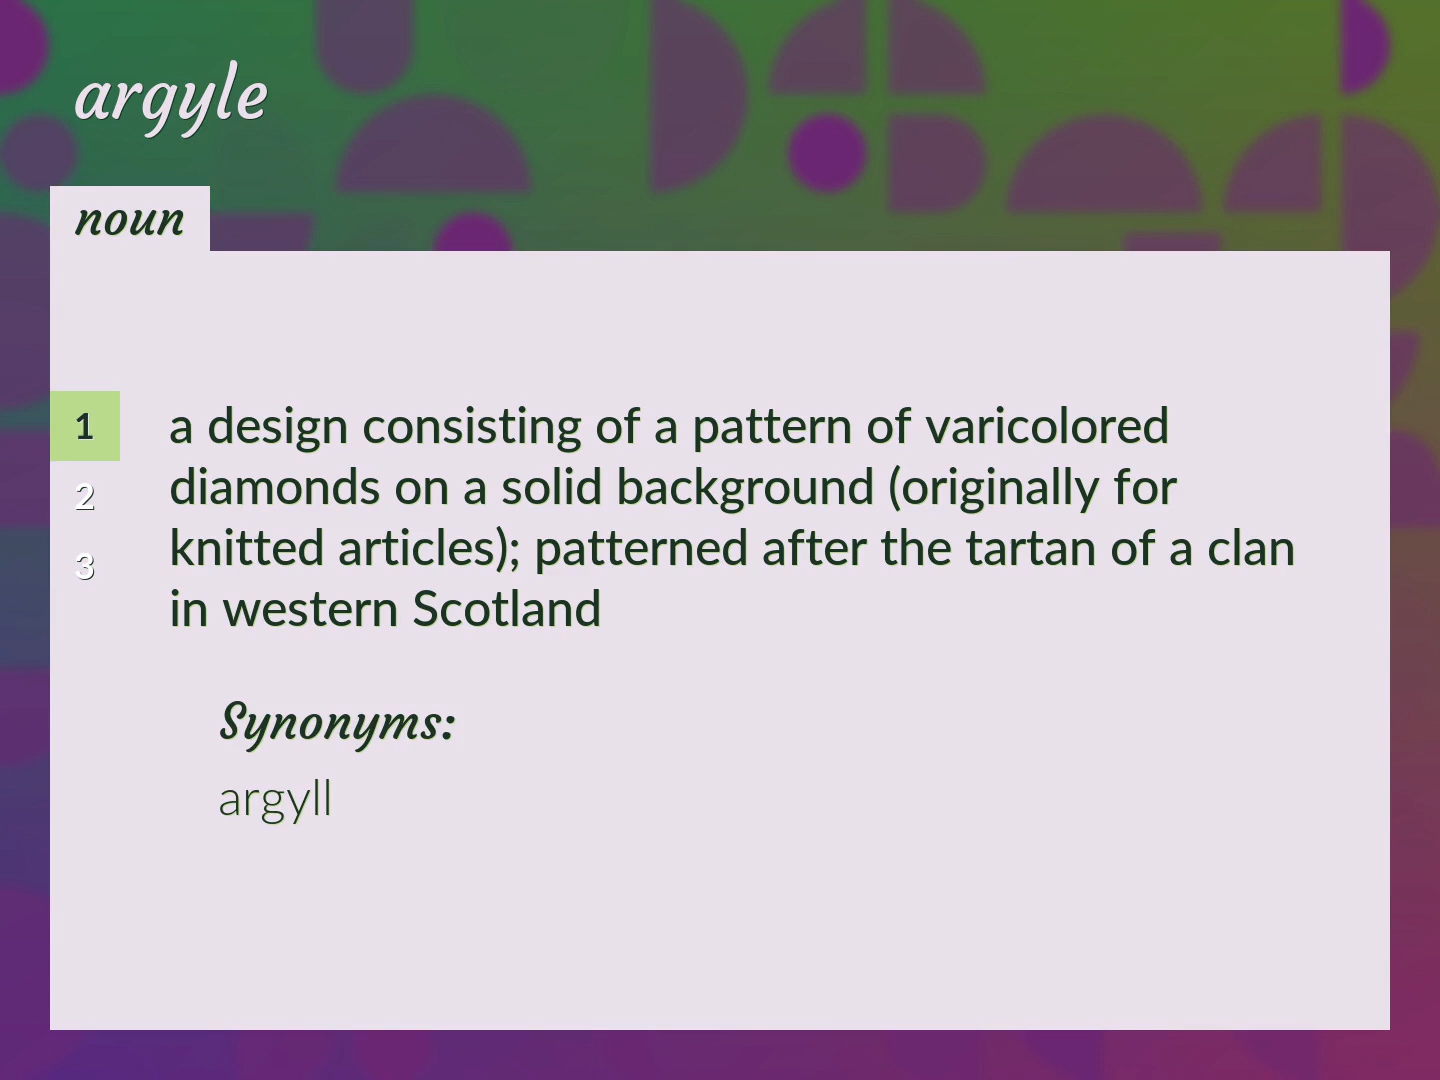 argyle
noun
1
2
3
a design consisting of a pattern of varicolored
diamonds on a solid background (originally for
knitted articles); patterned after the tartan of a clan
in western Scotland
Synonyms:
argyll